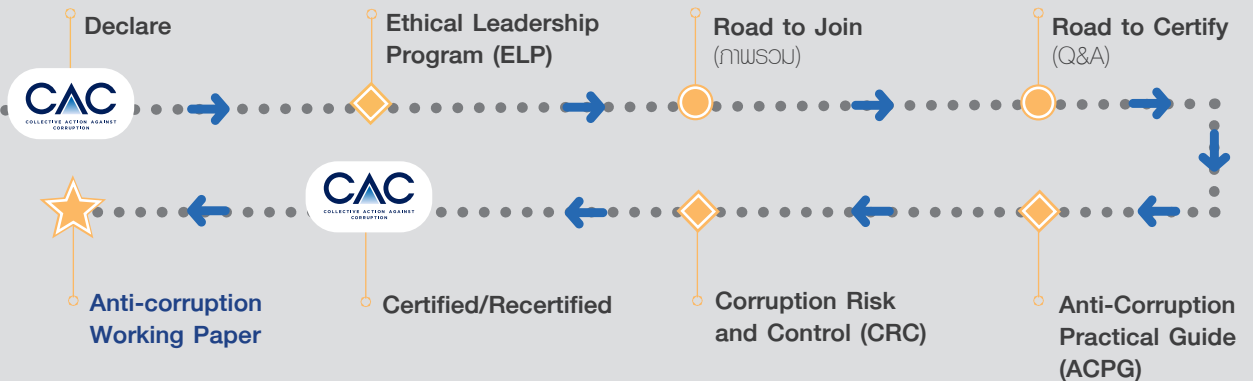 Declare
Ethical Leadership
Program (ELP)
Road to Join
(ภาพรวม)
Road to Certify
(Q&A)
CAC
COLLECTIVE ACTION AGAINST
CORRUPTION
CAC
COLLECTIVE ACTION AGAINST
CORRUPTION
Anti-corruption
Working Paper
Certified/Recertified
Corruption Risk
and Control (CRC)
Anti-Corruption
Practical Guide
(ACPG)